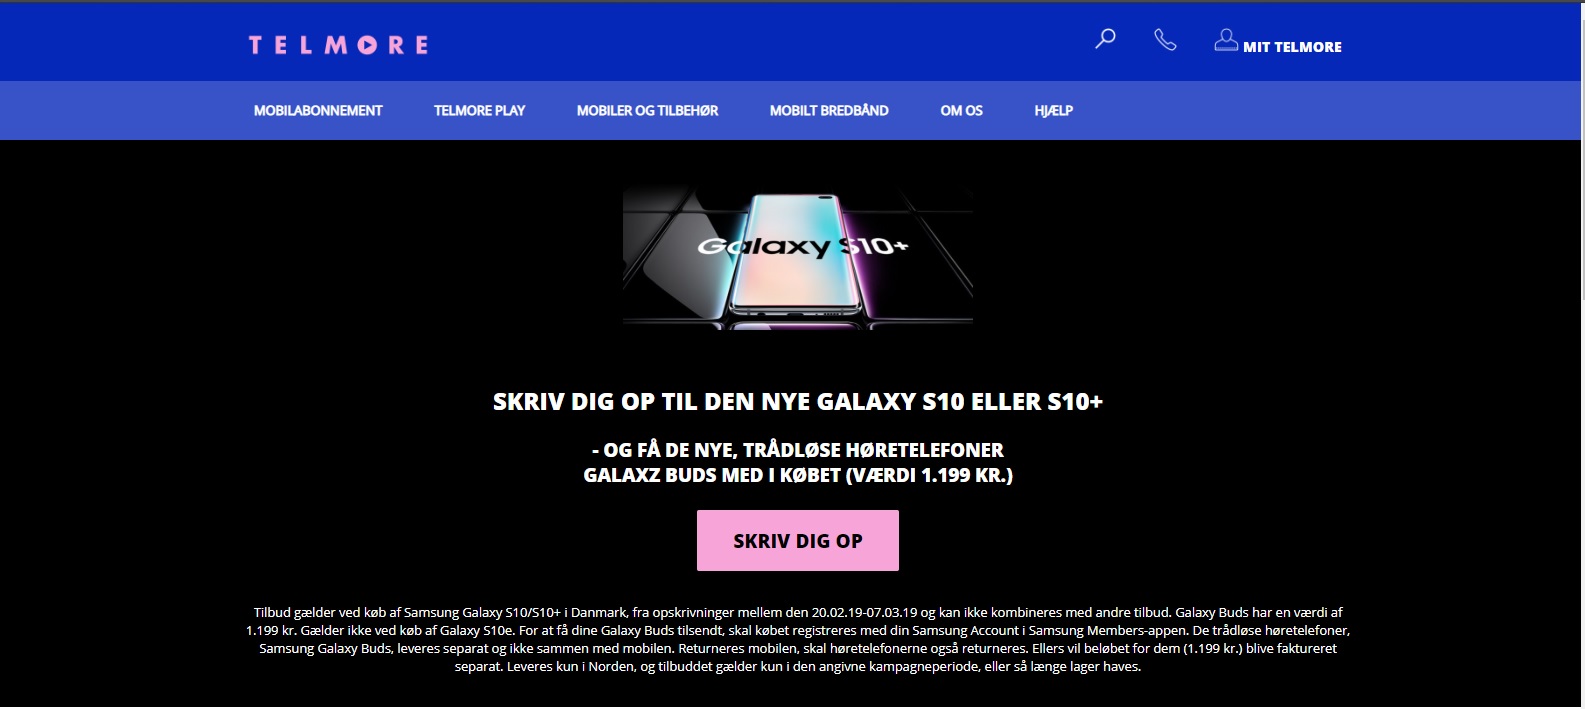 TELMORE
MIT TELMORE
MOBILABONNEMENT TELMORE PLAY MOBILER OG TILBEHØR MOBILT BREDBÅND OM OS HJÆLP
Galaxy S10+
SKRIV DIG OP TIL DEN NYE GALAXY S10 ELLER S10+
- OG FÅ DE NYE, TRÅDLØSE HØRETELEFONER
GALAXZ BUDS MED I KØBET (VÆRDI 1.199 KR.)
SKRIV DIG OP
Tilbud gælder ved køb af Samsung Galaxy S10/S10+ i Danmark, fra opskrivninger mellem den 20.02.19-07.03.19 og kan ikke kombineres med andre tilbud. Galaxy Buds har en værdi af
1.199 kr. Gælder ikke ved køb af Galaxy S10e. For at få dine Galaxy Buds tilsendt, skal købet registreres med din Samsung Account i Samsung Members-appen. De trådløse høretelefoner,
Samsung Galaxy Buds, leveres separat og ikke sammen med mobilen. Returneres mobilen, skal høretelefonerne også returneres. Ellers vil beløbet for dem (1.199 kr.) blive faktureret
separat. Leveres kun i Norden, og tilbuddet gælder kun i den angivne kampagneperiode, eller så længe lager haves.